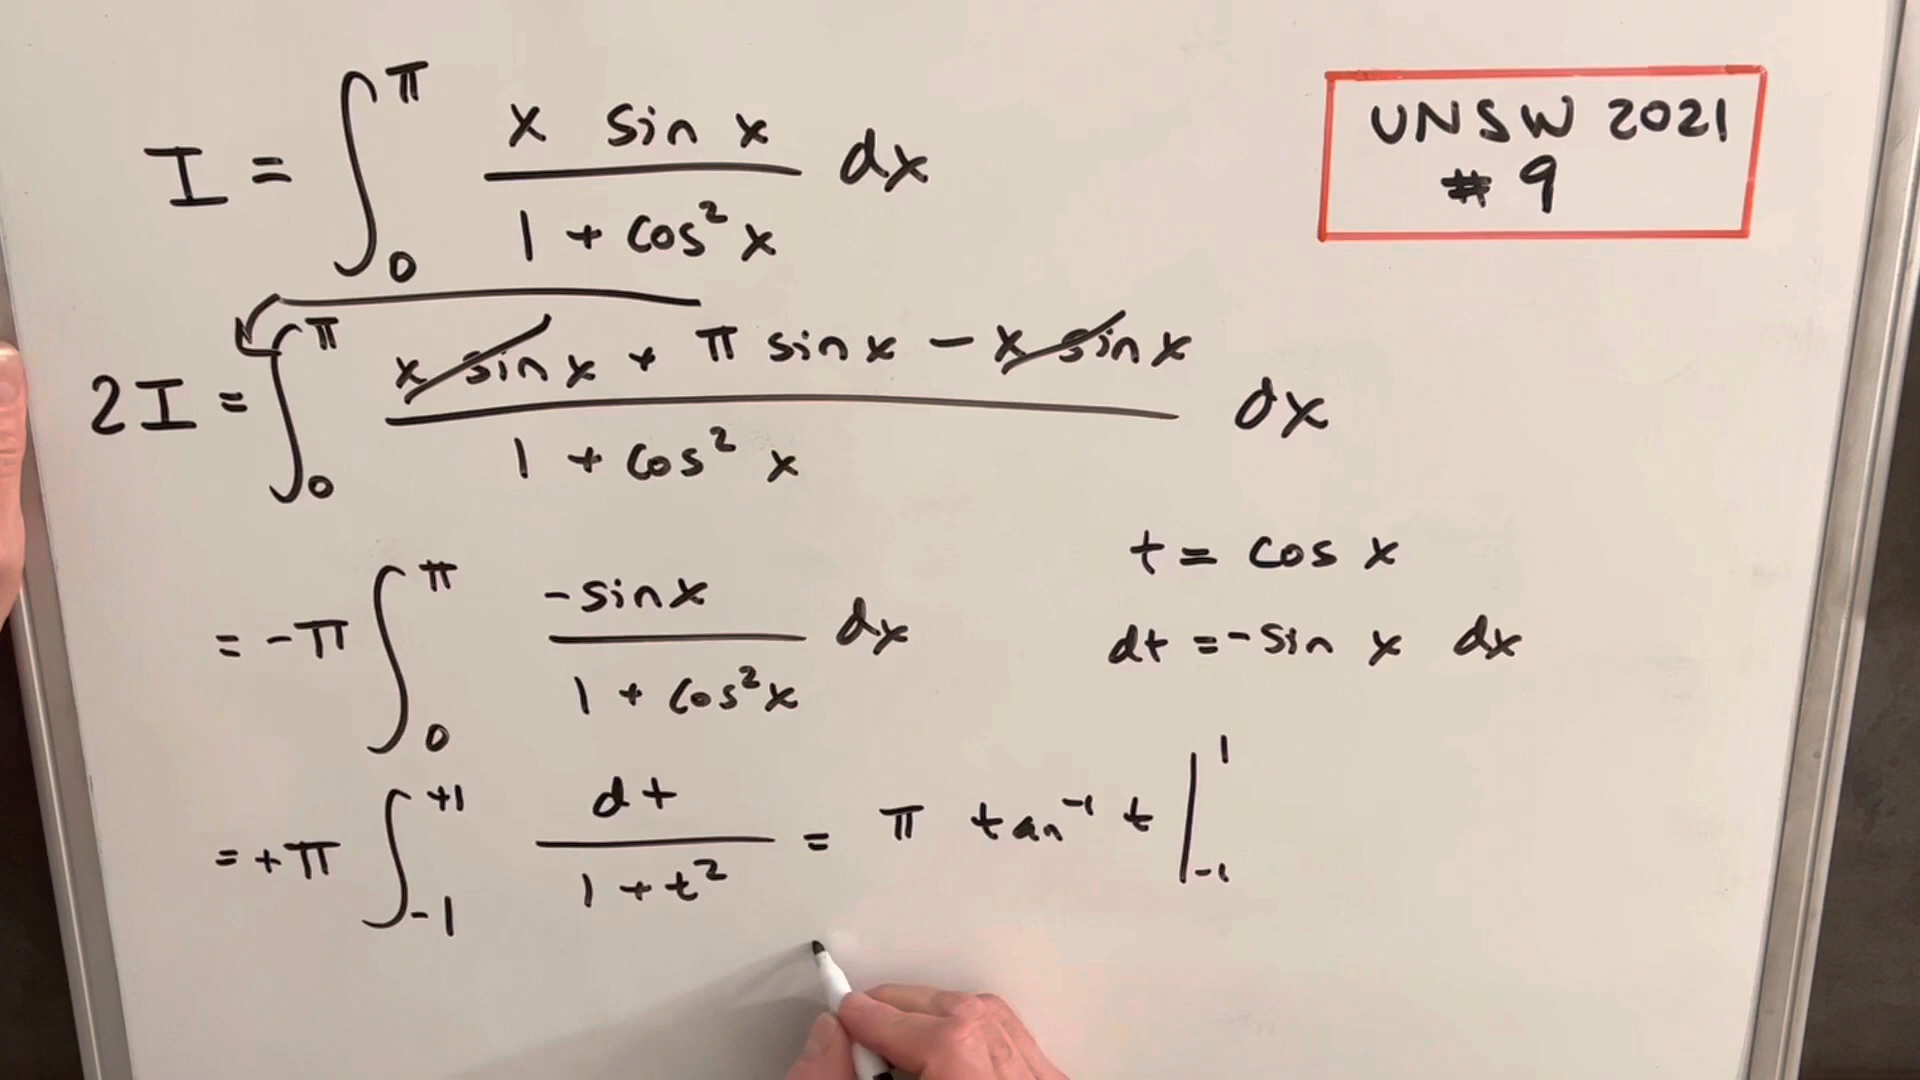 I = ∫₀^π x sin x / (1 + cos² x) dx
UNSW 2021
# 9
2I = ∫₀^π (x sin x + π sin x − x sin x) / (1 + cos² x) dx
t = cos x
= -π ∫₀^π -sin x / (1 + cos² x) dx
dt = -sin x dx
= +π ∫₋₁^+1 dt / (1 + t²) = π tan⁻¹ t |₋₁^1